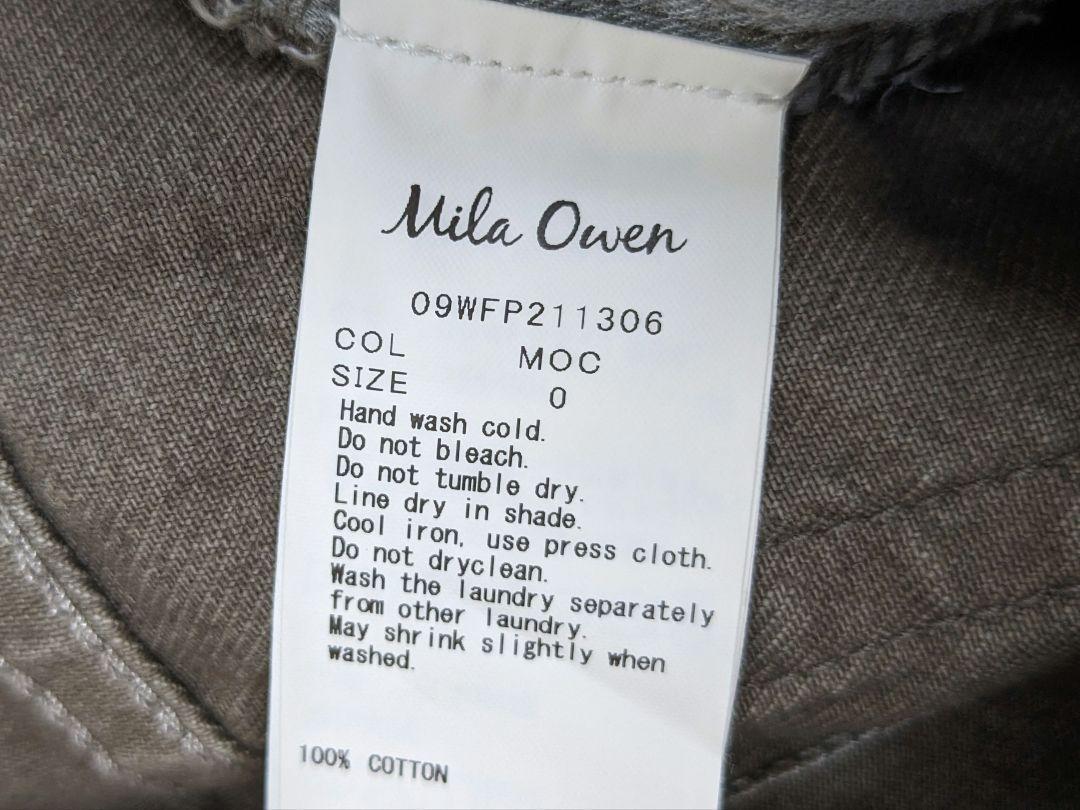 Mila Owen
09WFP211306
COL MOC
SIZE 0
Hand wash cold.
Do not bleach.
Do not tumble dry.
Line dry in shade.
Cool iron, use press cloth.
Do not dryclean.
Wash the laundry separately
from other laundry.
May shrink slightly when
washed.
100% COTTON